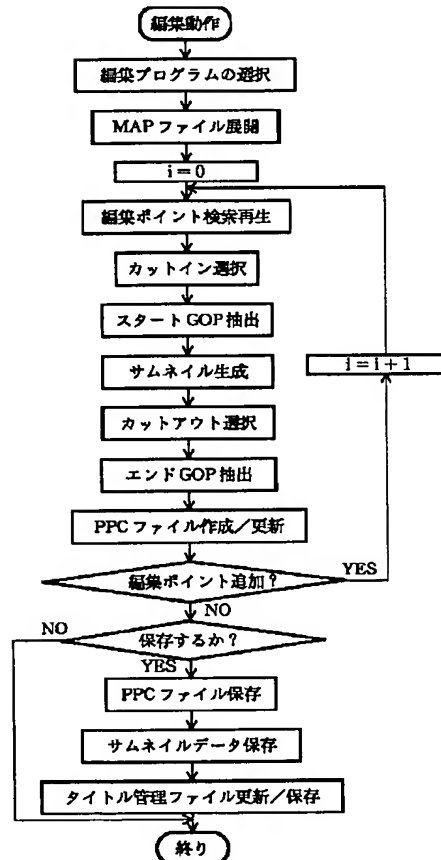 編集動作
編集プログラムの選択
MAPファイル展開
i=0
編集ポイント検索再生
カットイン選択
スタートGOP抽出
i=i+1
サムネイル生成
カットアウト選択
エンドGOP抽出
PPCファイル作成／更新
編集ポイント追加？
YES
NO
NO
保存するか？
YES
PPCファイル保存
サムネイルデータ保存
タイトル管理ファイル更新／保存
終り